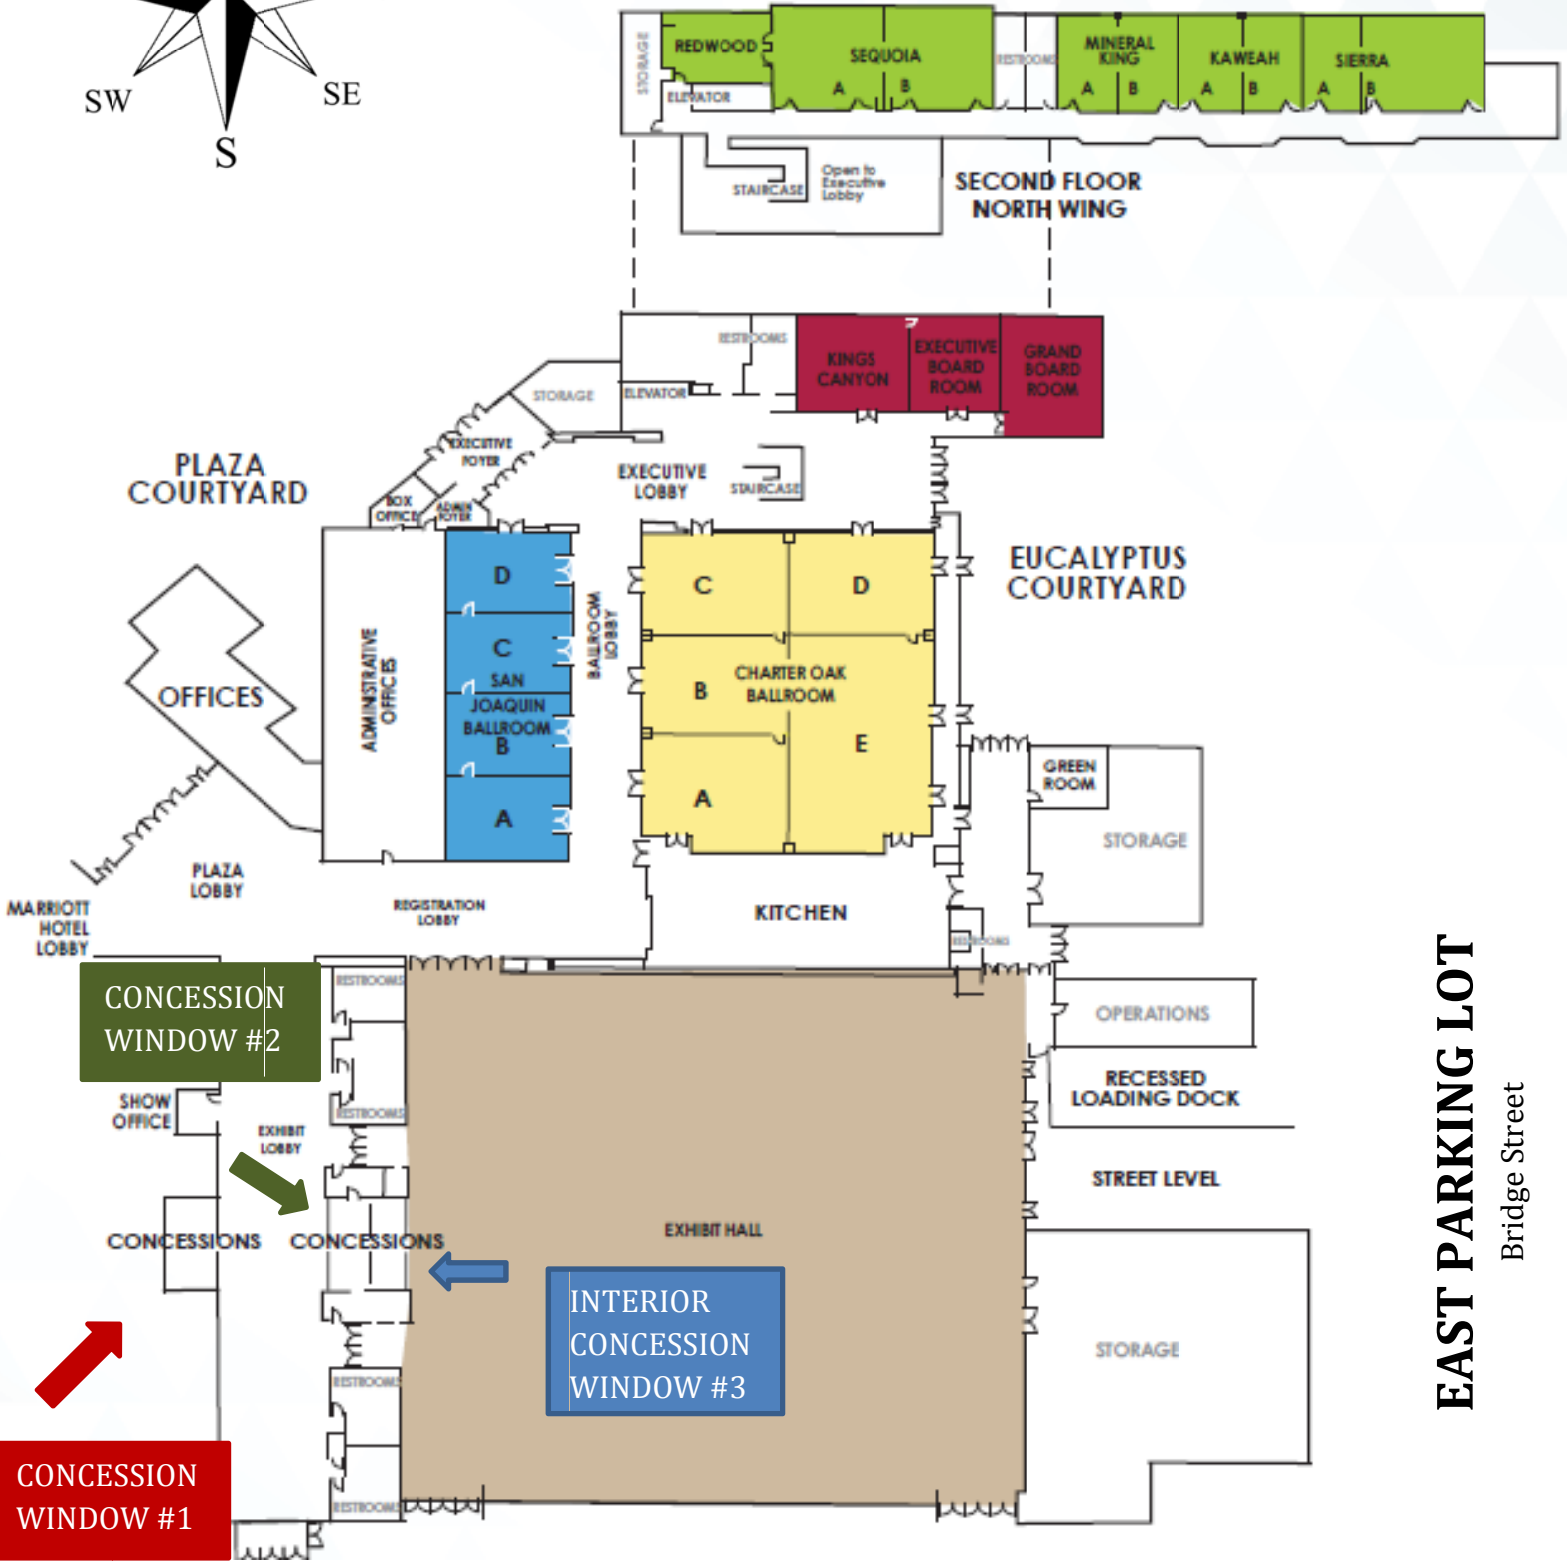 SW
SE
S
STORAGE
REDWOOD
ELEVATOR
SEQUOIA
A
B
RESTROOMS
MINERAL
KING
A
B
KAWEAH
A
B
SIERRA
A
B
STAIRCASE
Open to
Executive
Lobby
SECOND FLOOR
NORTH WING
RESTROOMS
KINGS
CANYON
EXECUTIVE
BOARD
ROOM
GRAND
BOARD
ROOM
STORAGE
ELEVATOR
EXECUTIVE
FOYER
PLAZA
COURTYARD
BOX
OFFICE
ADMIN
FOYER
EXECUTIVE
LOBBY
STAIRCASE
EUCALYPTUS
COURTYARD
OFFICES
ADMINISTRATIVE
OFFICES
D
C
SAN
JOAQUIN
BALLROOM
B
A
BALLROOM
LOBBY
C
D
B
CHARTER OAK
BALLROOM
E
A
GREEN
ROOM
STORAGE
PLAZA
LOBBY
MARRIOTT
HOTEL
LOBBY
REGISTRATION
LOBBY
KITCHEN
RESTROOMS
CONCESSION
WINDOW #2
RESTROOMS
RESTROOMS
OPERATIONS
RECESSED
LOADING DOCK
SHOW
OFFICE
EXHIBIT
LOBBY
STREET LEVEL
CONCESSIONS
CONCESSIONS
EXHIBIT HALL
INTERIOR
CONCESSION
WINDOW #3
STORAGE
RESTROOMS
RESTROOMS
CONCESSION
WINDOW #1
EAST PARKING LOT
Bridge Street